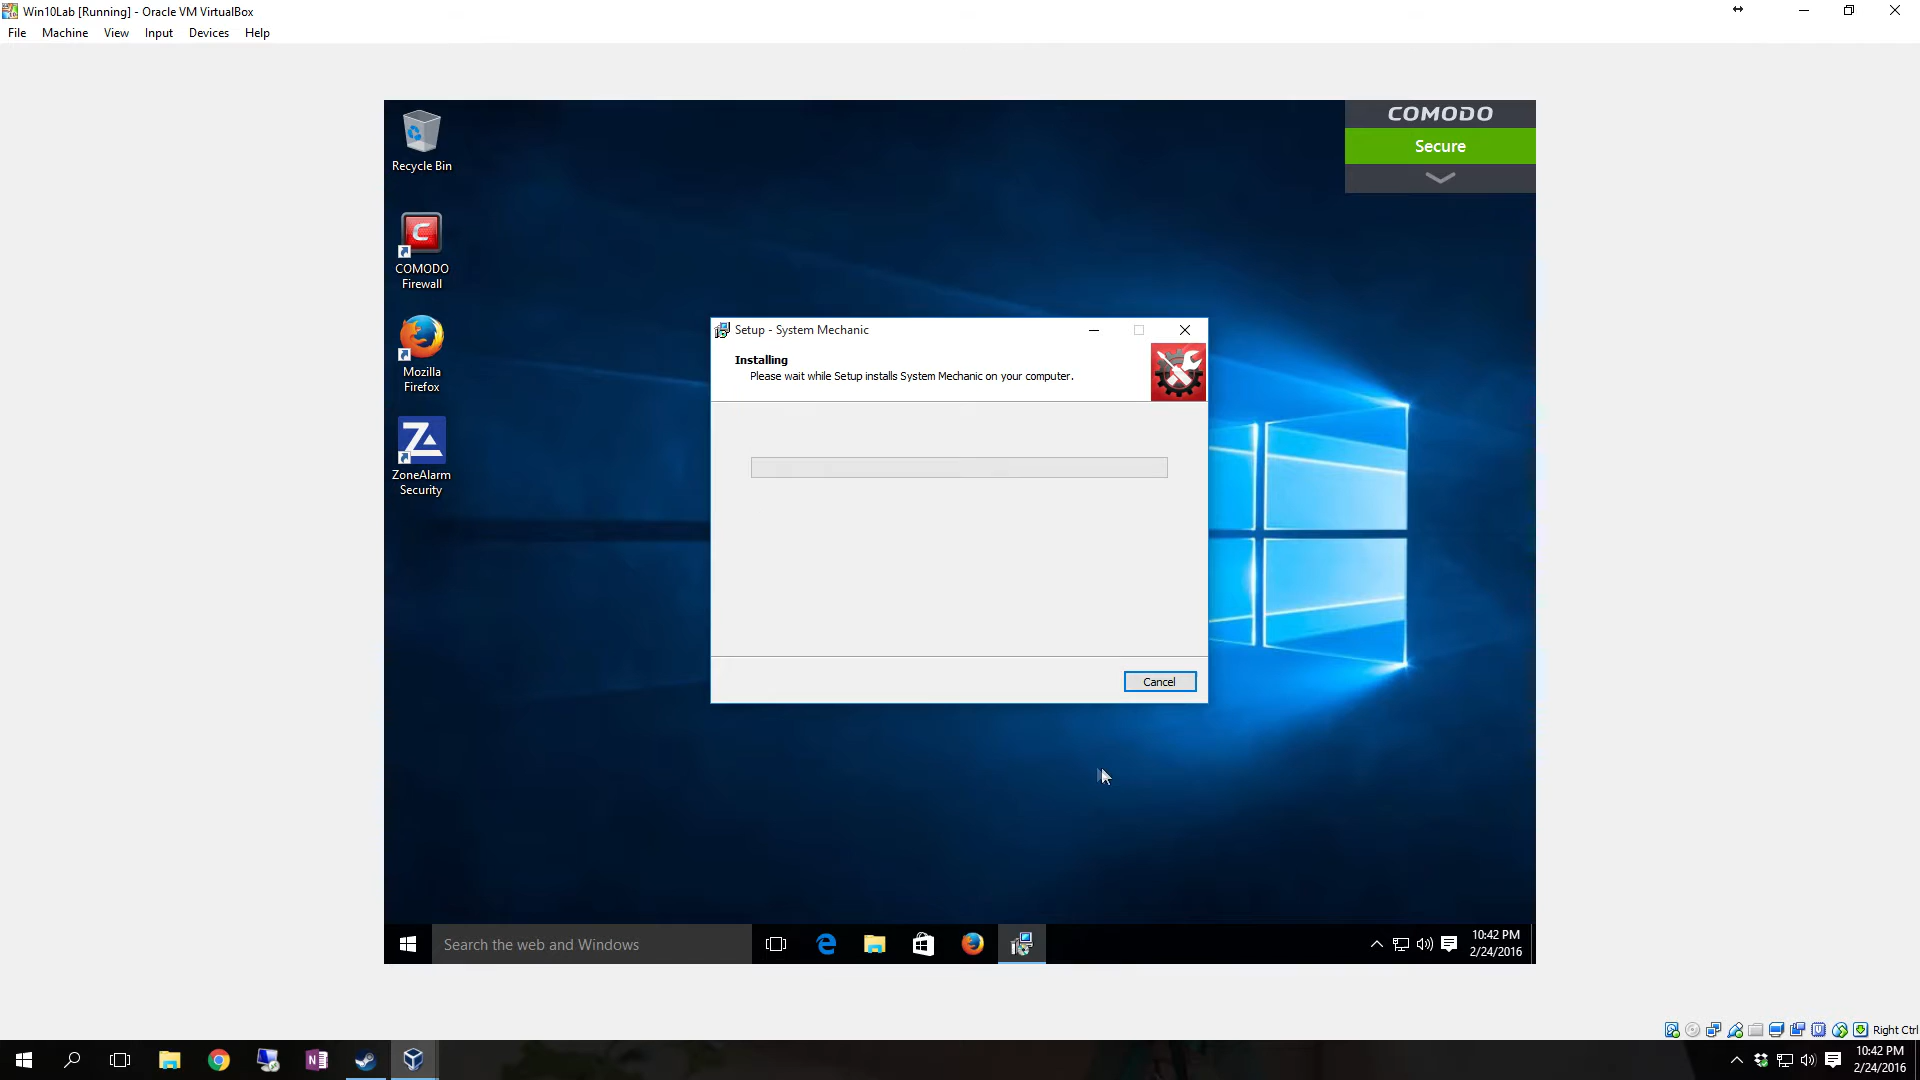 Win10Lab [Running] - Oracle VM VirtualBox
File Machine View Input Devices Help
Recycle Bin
COMODO
Secure
COMODO
Firewall
Mozilla
Firefox
ZoneAlarm
Security
Setup - System Mechanic
Installing
Please wait while Setup installs System Mechanic on your computer.
Cancel
Search the web and Windows
10:42 PM
2/24/2016
Right Ctrl
10:42 PM
2/24/2016